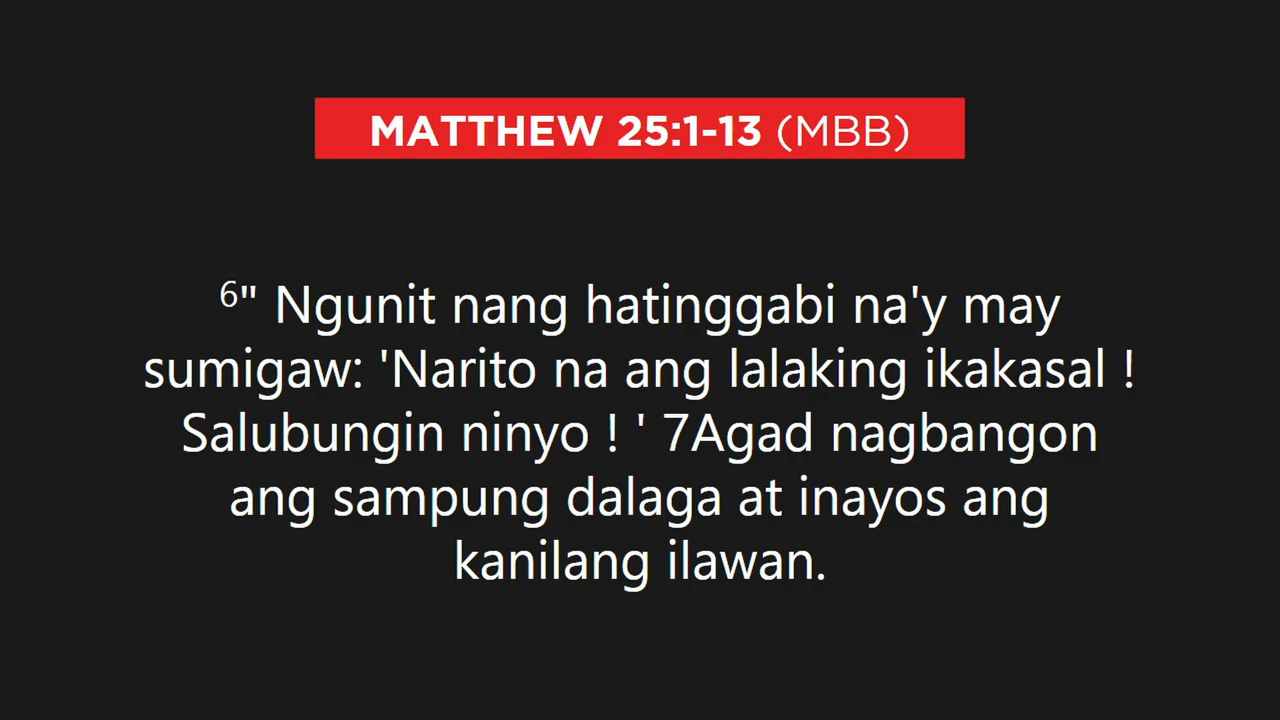 MATTHEW 25:1-13 (MBB)
6" Ngunit nang hatinggabi na'y may
sumigaw: 'Narito na ang lalaking ikakasal !
Salubungin ninyo ! ' 7Agad nagbangon
ang sampung dalaga at inayos ang
kanilang ilawan.